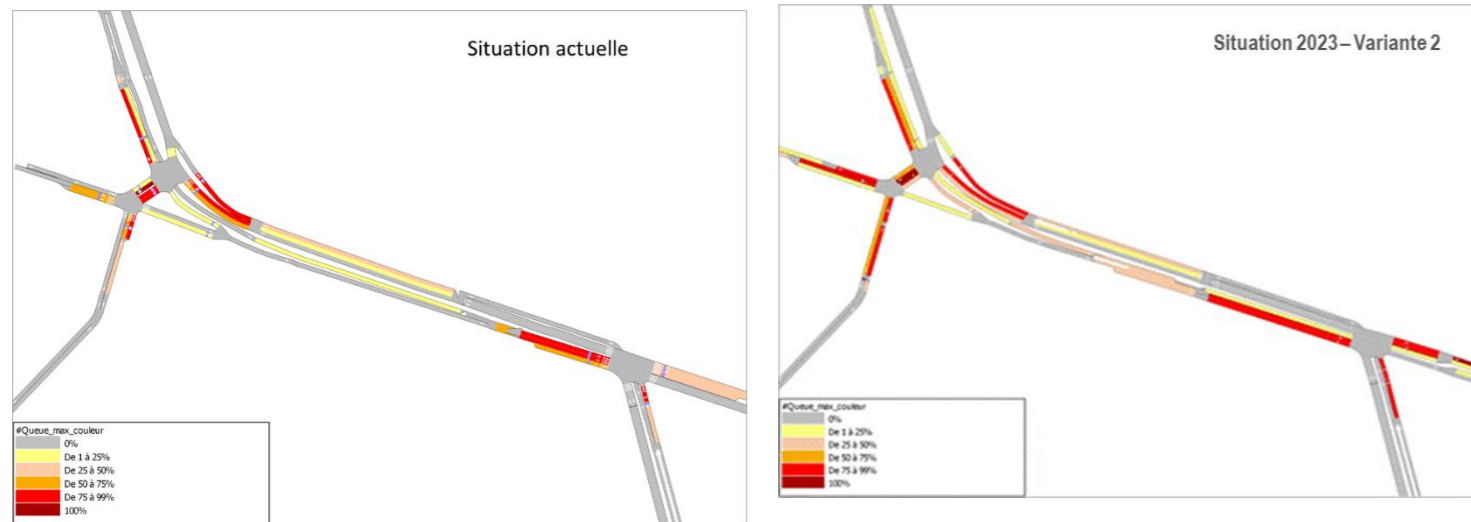 Situation actuelle
#Queue_max_couleur
0%
De 1 à 25%
De 25 à 50%
De 50 à 75%
De 75 à 99%
100%
Situation 2023 – Variante 2
#Queue_max_couleur
0%
De 1 à 25%
De 25 à 50%
De 50 à 75%
De 75 à 99%
100%